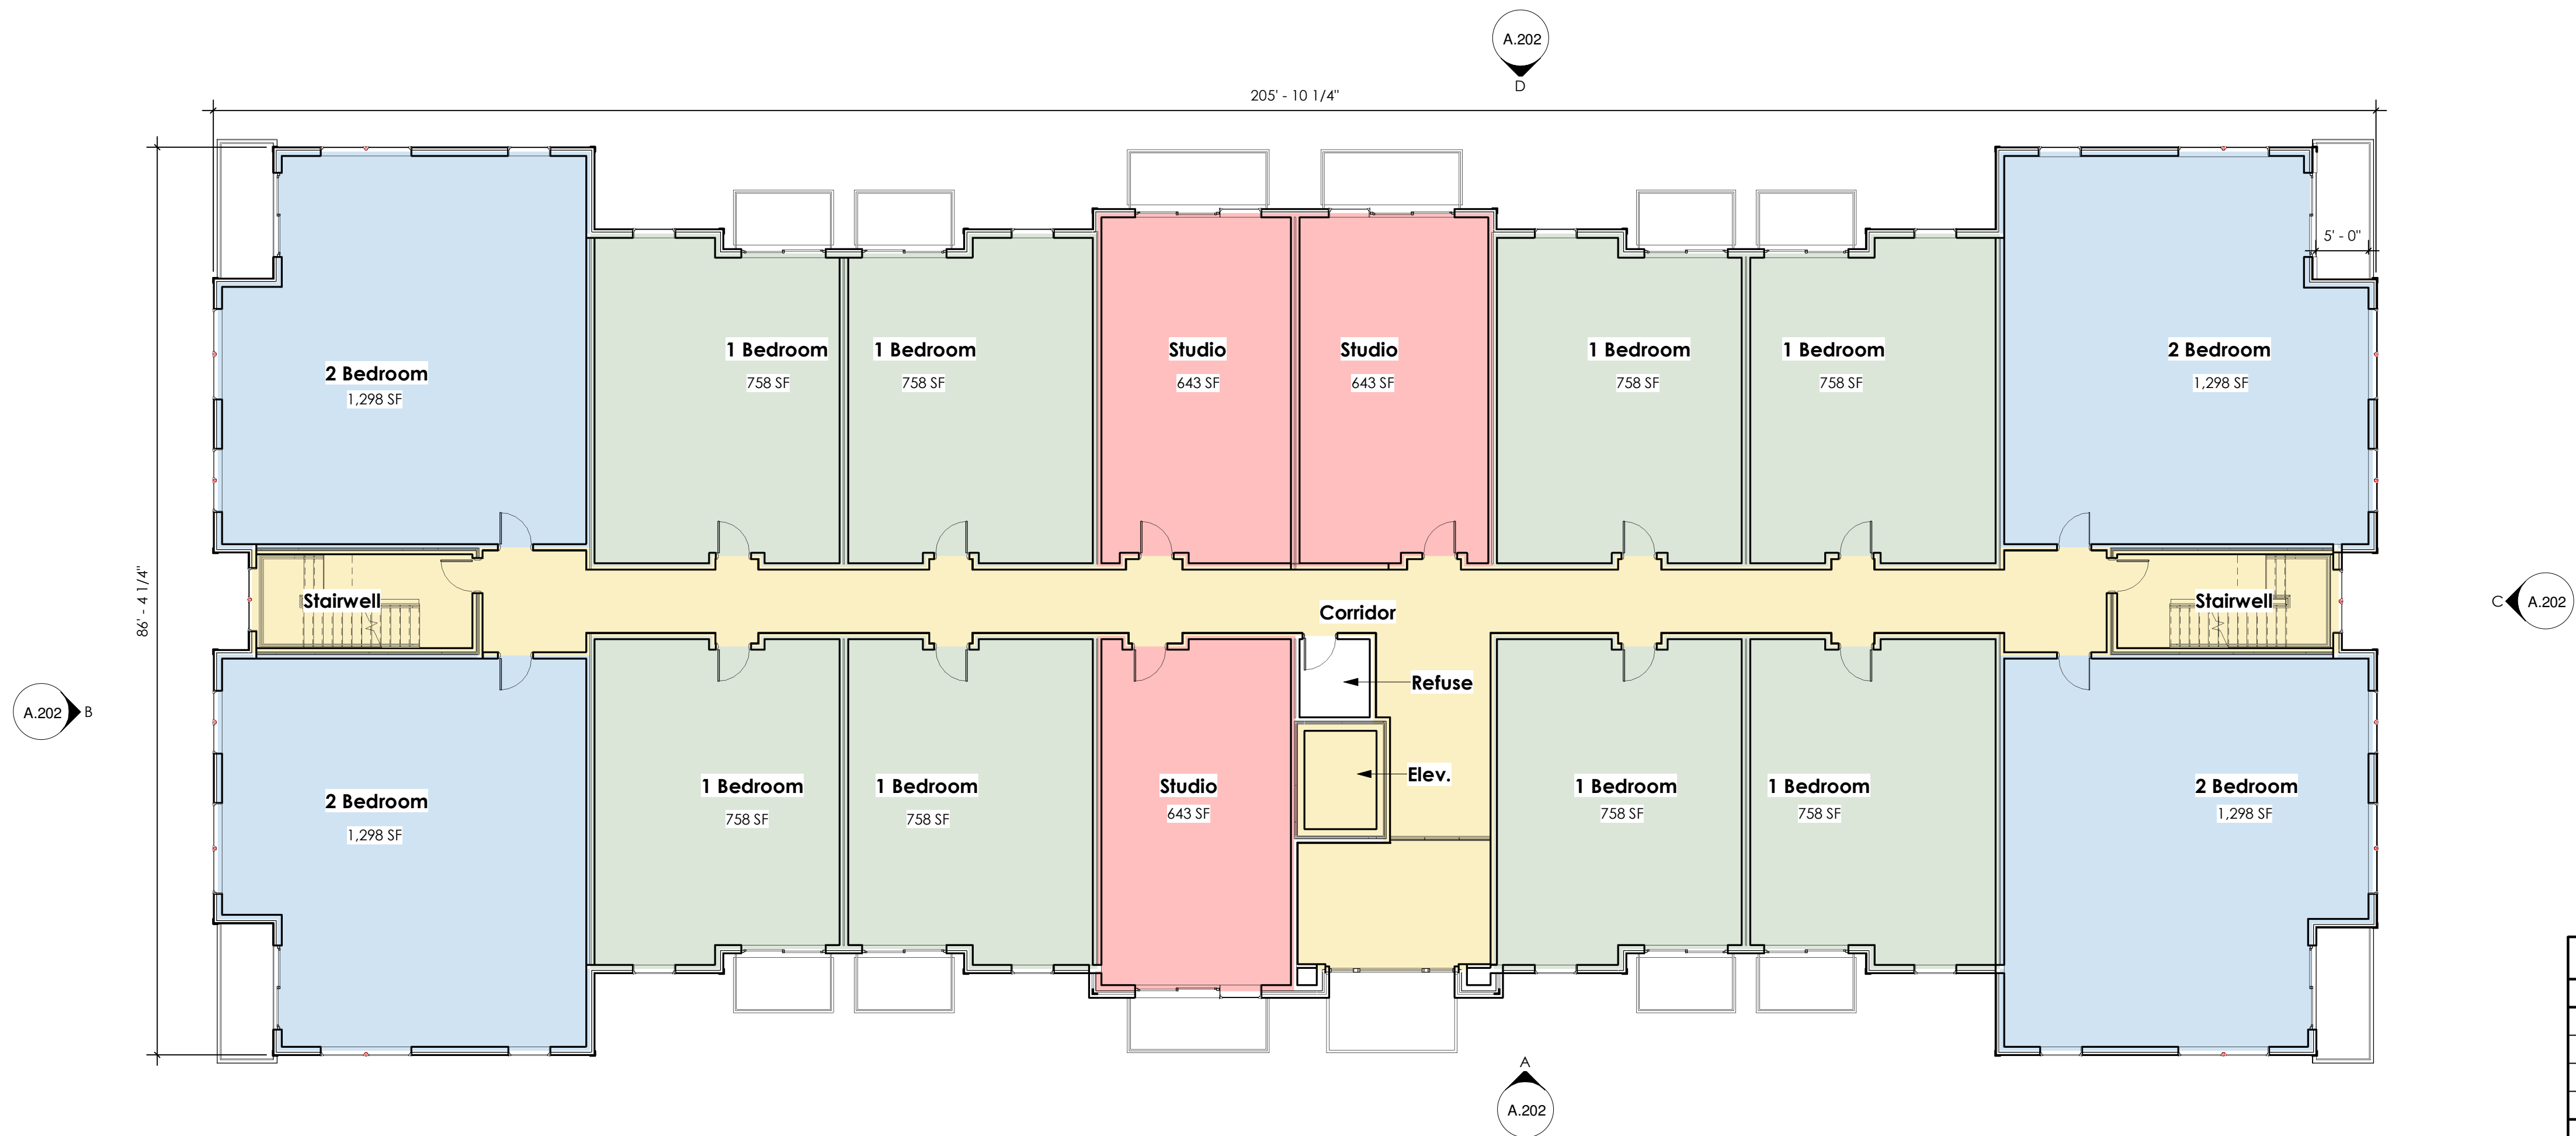 A.202
D
205' - 10 1/4"
5' - 0"
1 Bedroom
758 SF
1 Bedroom
758 SF
Studio
643 SF
Studio
643 SF
1 Bedroom
758 SF
1 Bedroom
758 SF
2 Bedroom
1,298 SF
2 Bedroom
1,298 SF
86' - 4 1/4"
Stairwell
Corridor
Stairwell
C
A.202
A.202
B
Refuse
Elev.
2 Bedroom
1,298 SF
1 Bedroom
758 SF
1 Bedroom
758 SF
Studio
643 SF
1 Bedroom
758 SF
1 Bedroom
758 SF
2 Bedroom
1,298 SF
A
A.202